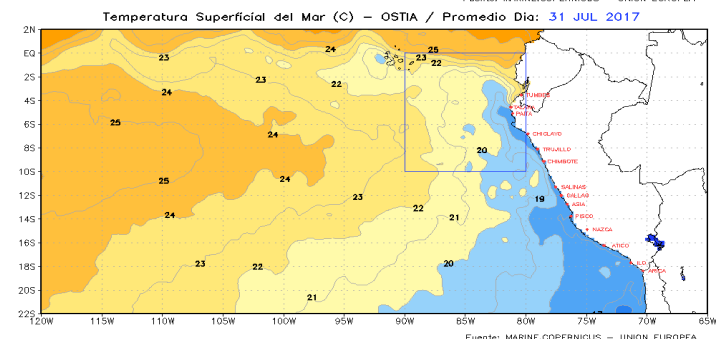 Temperatura Superficial del Mar (C) – OSTIA / Promedio Dia: 31 JUL 2017
2N
EQ
2S
4S
6S
8S
10S
12S
14S
16S
18S
20S
22S
120W 115W 110W 105W 100W 95W 90W 85W 80W 75W 70W 65W
24 25
23 23
22
23 22
24
25
24
20
24
25
23
19
22
24 21
23 22 20
21
17
TUMBES
TALARA
PAITA
CHICLAYO
TRUJILLO
CHIMBOTE
SALINAS
CALLAO
ASIA
PISCO
NAZCA
ATICO
ILO
ARICA
Fuente: MARINE.COPERNICUS – UNION EUROPEA